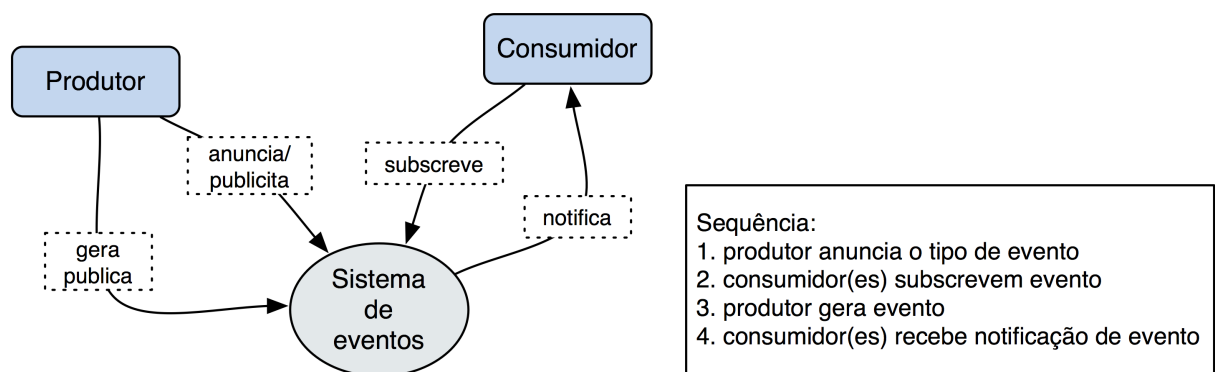 Produtor
Consumidor
anuncia/
publicita
subscreve
notifica
gera
publica
Sistema
de
eventos
Sequência:
1. produtor anuncia o tipo de evento
2. consumidor(es) subscrevem evento
3. produtor gera evento
4. consumidor(es) recebe notificação de evento